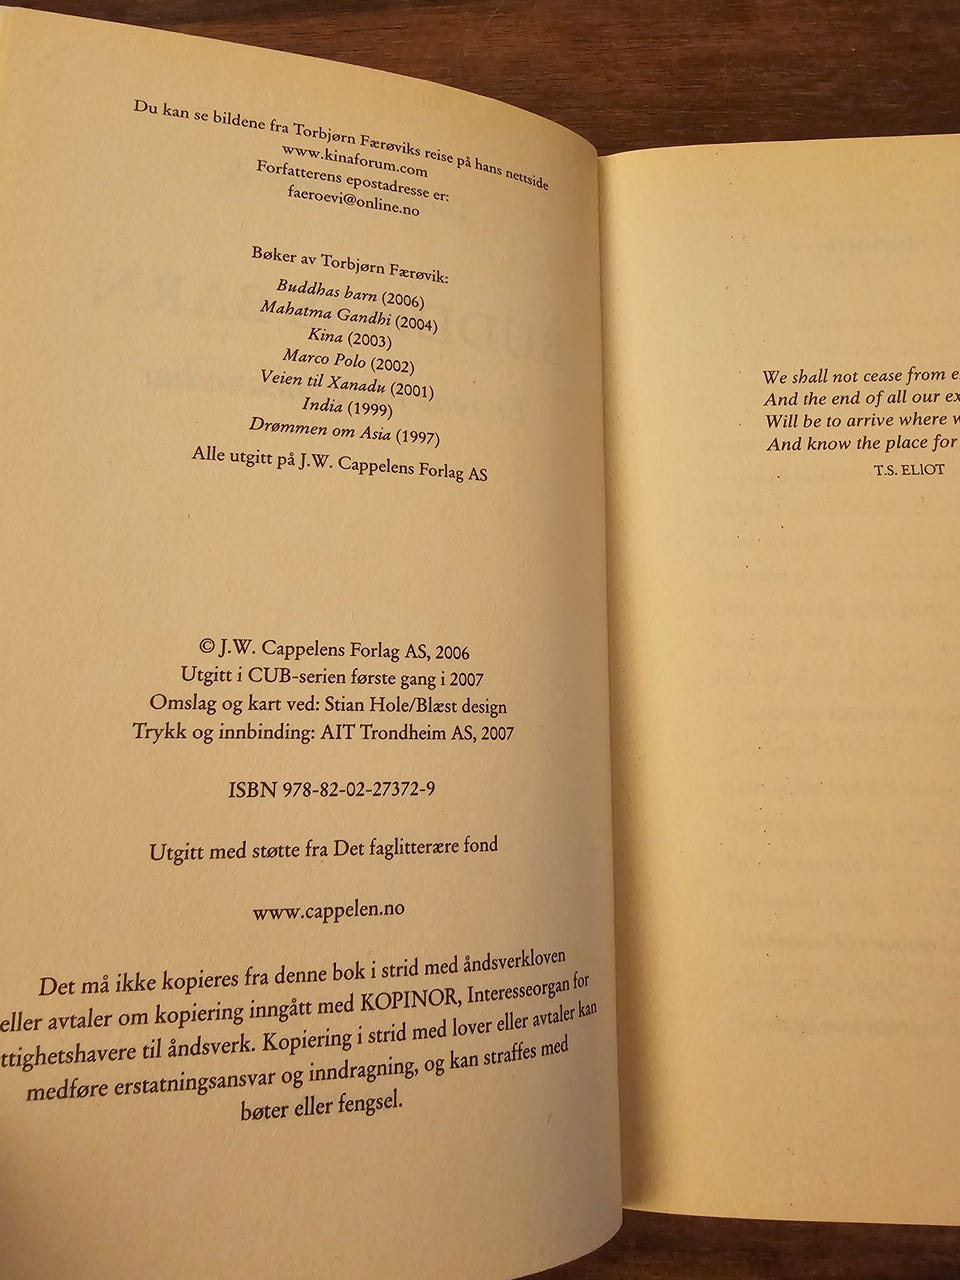 Du kan se bildene fra Torbjørn Færøviks reise på hans nettside
www.kinaforum.com
Forfatterens epostadresse er:
faeroevi@online.no
Bøker av Torbjørn Færøvik:
Buddhas barn (2006)
Mahatma Gandhi (2004)
Kina (2003)
Marco Polo (2002)
Veien til Xanadu (2001)
India (1999)
Drømmen om Asia (1997)
Alle utgitt på J.W. Cappelens Forlag AS
© J.W. Cappelens Forlag AS, 2006
Utgitt i CUB-serien første gang i 2007
Omslag og kart ved: Stian Hole/Blæst design
Trykk og innbinding: AIT Trondheim AS, 2007
ISBN 978-82-02-27372-9
Utgitt med støtte fra Det faglitterære fond
www.cappelen.no
Det må ikke kopieres fra denne bok i strid med åndsverkloven
eller avtaler om kopiering inngått med KOPINOR, Interesseorgan for
ttighetshavere til åndsverk. Kopiering i strid med lover eller avtaler kan
medføre erstatningsansvar og inndragning, og kan straffes med
bøter eller fengsel.
We shall not cease from e
And the end of all our ex
Will be to arrive where w
And know the place for
T.S. ELIOT